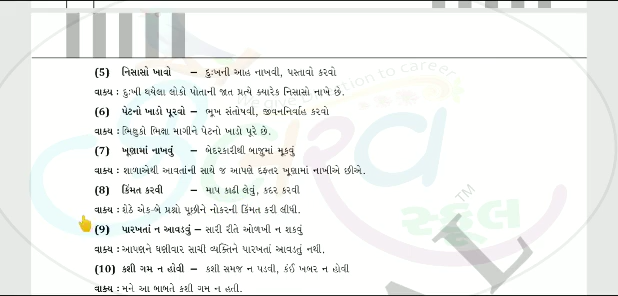 (5) નિસાસો ખાવો – દુઃખની આહ નાખવી, પસ્તાવો કરવો
વાક્ય : દુઃખી થયેલા લોકો પોતાની જાત પ્રત્યે ક્યારેક નિસાસો નાખે છે.
(6) પેટનો ખાડો પૂરવો – ભૂખ સંતોષવી, જીવનનિર્વાહ કરવો
વાક્ય : ભિક્ષુકો ભિક્ષા માગીને પેટનો ખાડો પૂરે છે.
(7) ખૂણામાં નાખવું – બેદરકારીથી બાજુમાં મૂકવું
વાક્ય : શાળાએથી આવતાંની સાથે જ આપણે દફતર ખૂણામાં નાખીએ છીએ.
(8) કિંમત કરવી – માપ કાઢી લેવું, કદર કરવી
વાક્ય : શેઠે એક-બે પ્રશ્નો પૂછીને નોકરની કિંમત કરી લીધી.
(9) પારખતાં ન આવડવું – સારી રીતે ઓળખી ન શકવું
વાક્ય : આપણને ઘણીવાર સાચી વ્યક્તિને પારખતાં આવડતું નથી.
(10) કશી ગમ ન હોવી – કશી સમજ ન પડવી, કંઈ ખબર ન હોવી
વાક્ય : મને આ બાબતે કશી ગમ ન હતી.